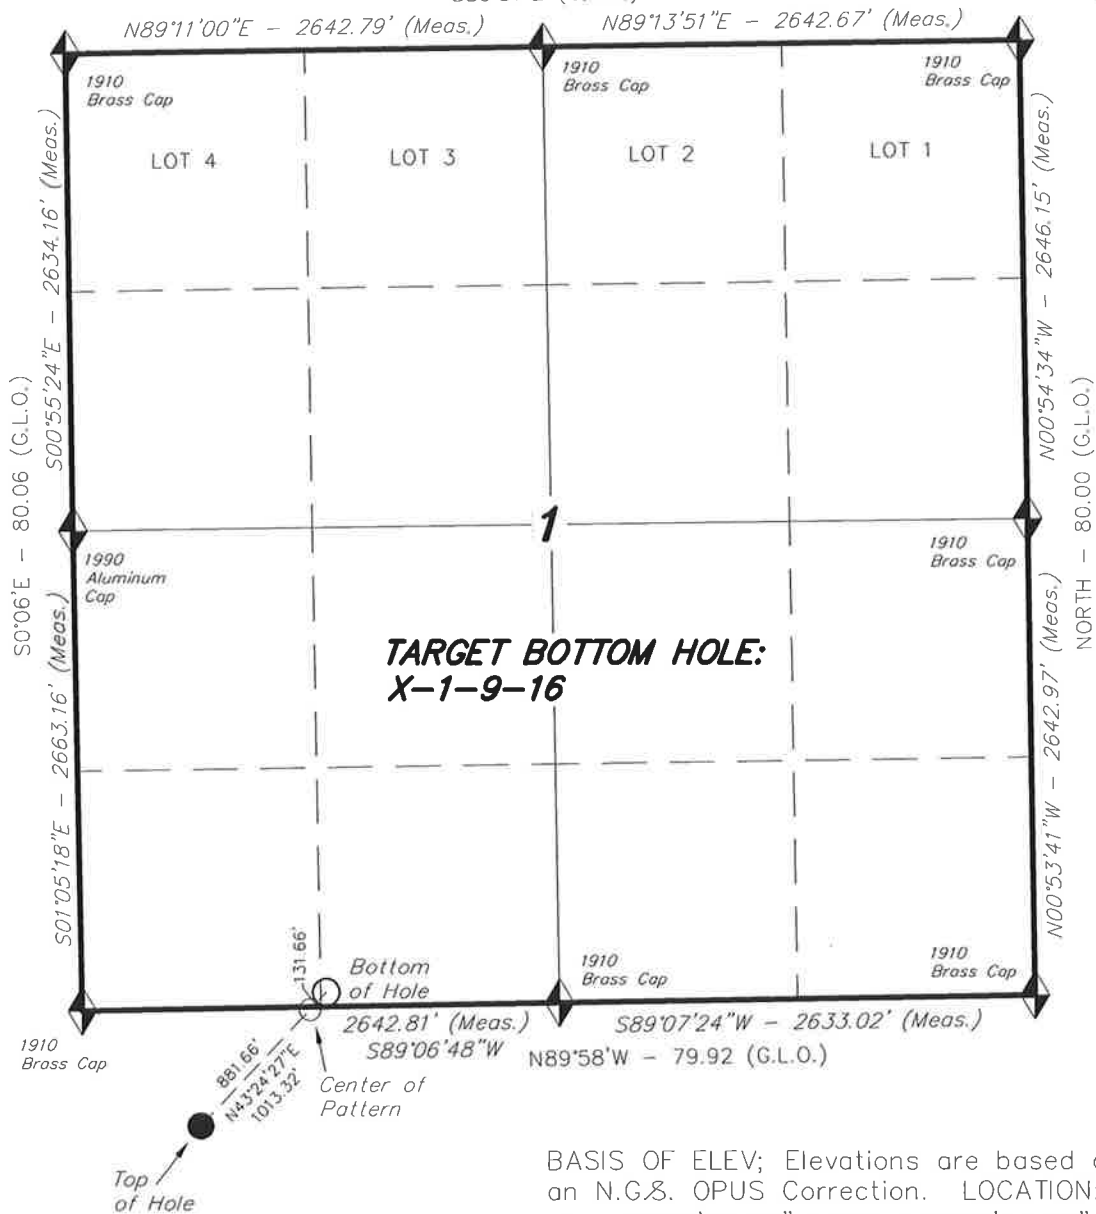 N89°11'00"E – 2642.79' (Meas.)
N89°13'51"E – 2642.67' (Meas.)
1910
Brass Cap
1910
Brass Cap
1910
Brass Cap
LOT 4
LOT 3
LOT 2
LOT 1
S00°55'24"E – 2634.16' (Meas.)
N00°54'34"W – 2646.15' (Meas.)
S0°06'E – 80.06 (G.L.O.)
NORTH – 80.00 (G.L.O.)
1
1990
Aluminum
Cap
1910
Brass Cap
TARGET BOTTOM HOLE:
X-1-9-16
S01°05'18"E – 2663.16' (Meas.)
N00°53'41"W – 2642.97' (Meas.)
131.66'
Bottom
of Hole
1910
Brass Cap
1910
Brass Cap
2642.81' (Meas.)
S89°06'48"W
S89°07'24"W – 2633.02' (Meas.)
N89°58'W – 79.92 (G.L.O.)
1910
Brass Cap
881.66'
N43°24'27"E
1013.32'
Center of
Pattern
Top
of Hole
BASIS OF ELEV; Elevations are based
an N.G.S. OPUS Correction. LOCATION: